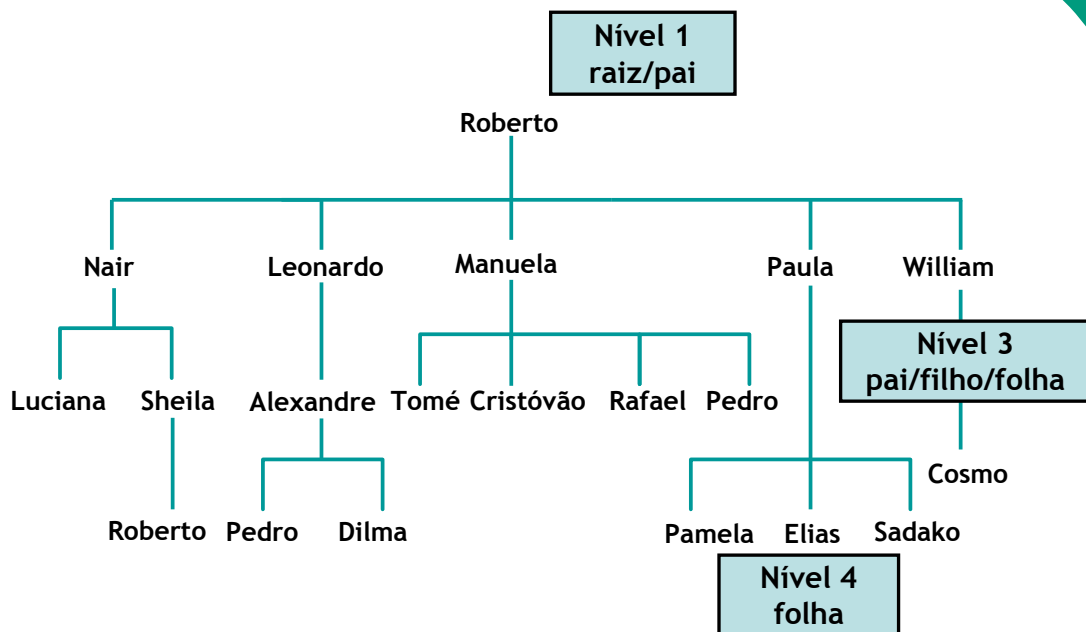 Nível 1
raiz/pai
Roberto
Nair Leonardo Manuela Paula William
Nível 3
pai/filho/folha
Luciana Sheila Alexandre Tomé Cristóvão Rafael Pedro
Cosmo
Roberto Pedro Dilma Pamela Elias Sadako
Nível 4
folha